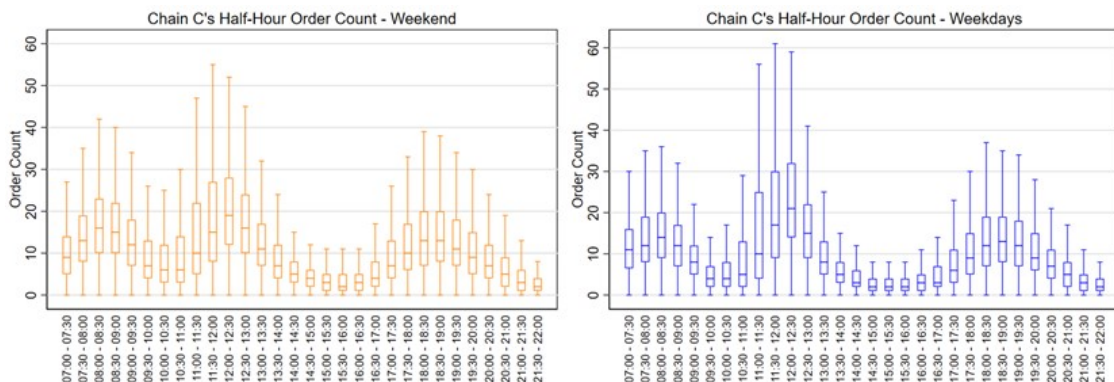 Chain C's Half-Hour Order Count - Weekend
Order Count
60
50
40
30
20
10
0
07:00 - 07:30
07:30 - 08:00
08:00 - 08:30
08:30 - 09:00
09:00 - 09:30
09:30 - 10:00
10:00 - 10:30
10:30 - 11:00
11:00 - 11:30
11:30 - 12:00
12:00 - 12:30
12:30 - 13:00
13:00 - 13:30
13:30 - 14:00
14:00 - 14:30
14:30 - 15:00
15:00 - 15:30
15:30 - 16:00
16:00 - 16:30
16:30 - 17:00
17:00 - 17:30
17:30 - 18:00
18:00 - 18:30
18:30 - 19:00
19:00 - 19:30
19:30 - 20:00
20:00 - 20:30
20:30 - 21:00
21:00 - 21:30
21:30 - 22:00
Chain C's Half-Hour Order Count - Weekdays
Order Count
60
50
40
30
20
10
0
07:00 - 07:30
07:30 - 08:00
08:00 - 08:30
08:30 - 09:00
09:00 - 09:30
09:30 - 10:00
10:00 - 10:30
10:30 - 11:00
11:00 - 11:30
11:30 - 12:00
12:00 - 12:30
12:30 - 13:00
13:00 - 13:30
13:30 - 14:00
14:00 - 14:30
14:30 - 15:00
15:00 - 15:30
15:30 - 16:00
16:00 - 16:30
16:30 - 17:00
17:00 - 17:30
17:30 - 18:00
18:00 - 18:30
18:30 - 19:00
19:00 - 19:30
19:30 - 20:00
20:00 - 20:30
20:30 - 21:00
21:00 - 21:30
21:30 - 22:00